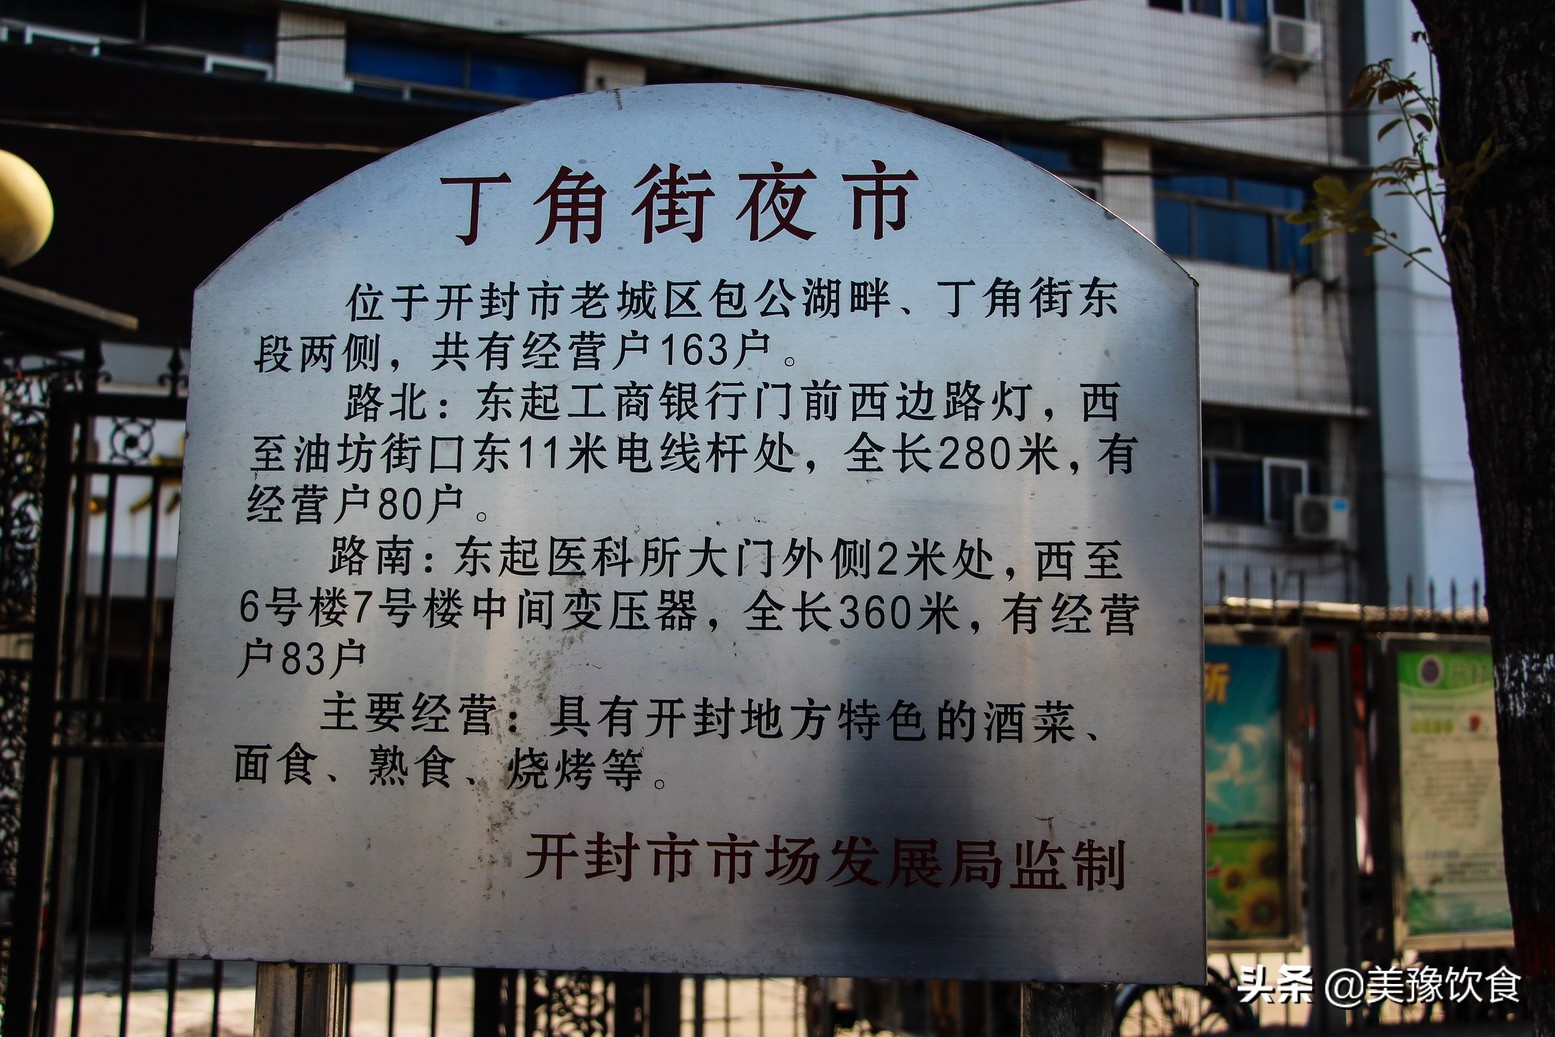 丁角街夜市
位于开封市老城区包公湖畔、丁角街东
段两侧，共有经营户163户。
路北：东起工商银行门前西边路灯，西
至油坊街口东11米电线杆处，全长280米，有
经营户80户。
路南：东起医科所大门外侧2米处，西至
6号楼7号楼中间变压器，全长360米，有经营
户83户
主要经营：具有开封地方特色的酒菜、
面食、熟食、烧烤等。
开封市市场发展局监制
所
头条 @美豫饮食